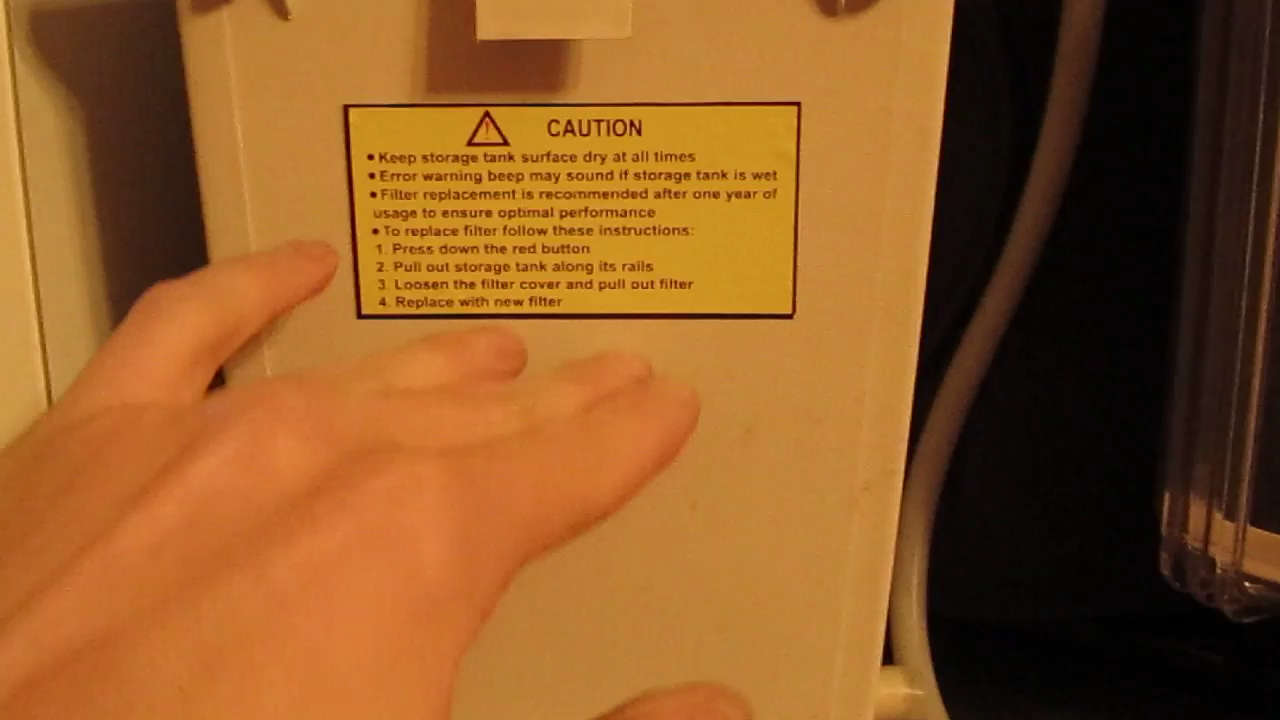 CAUTION
• Keep storage tank surface dry at all times
• Error warning beep may sound if storage tank is wet
• Filter replacement is recommended after one year of
usage to ensure optimal performance
• To replace filter follow these instructions:
1. Press down the red button
2. Pull out storage tank along its rails
3. Loosen the filter cover and pull out filter
4. Replace with new filter